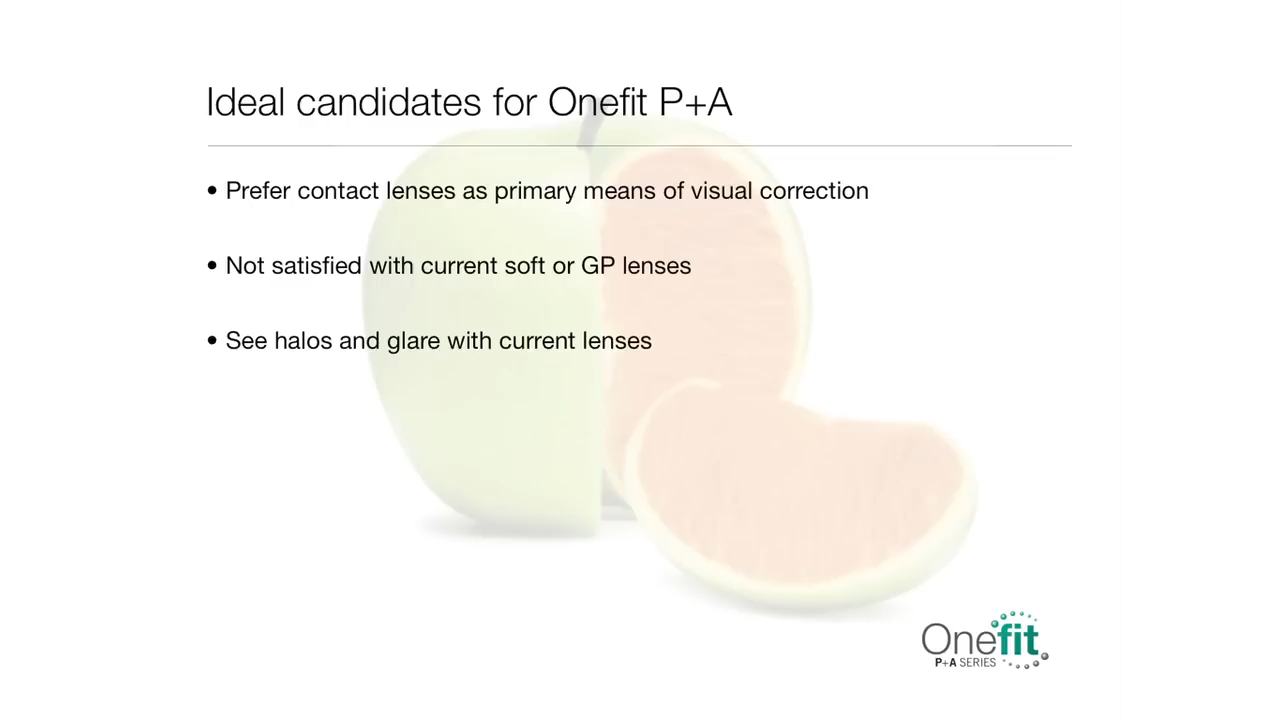 Ideal candidates for Onefit P+A
• Prefer contact lenses as primary means of visual correction
• Not satisfied with current soft or GP lenses
• See halos and glare with current lenses
Onefit
P+A SERIES